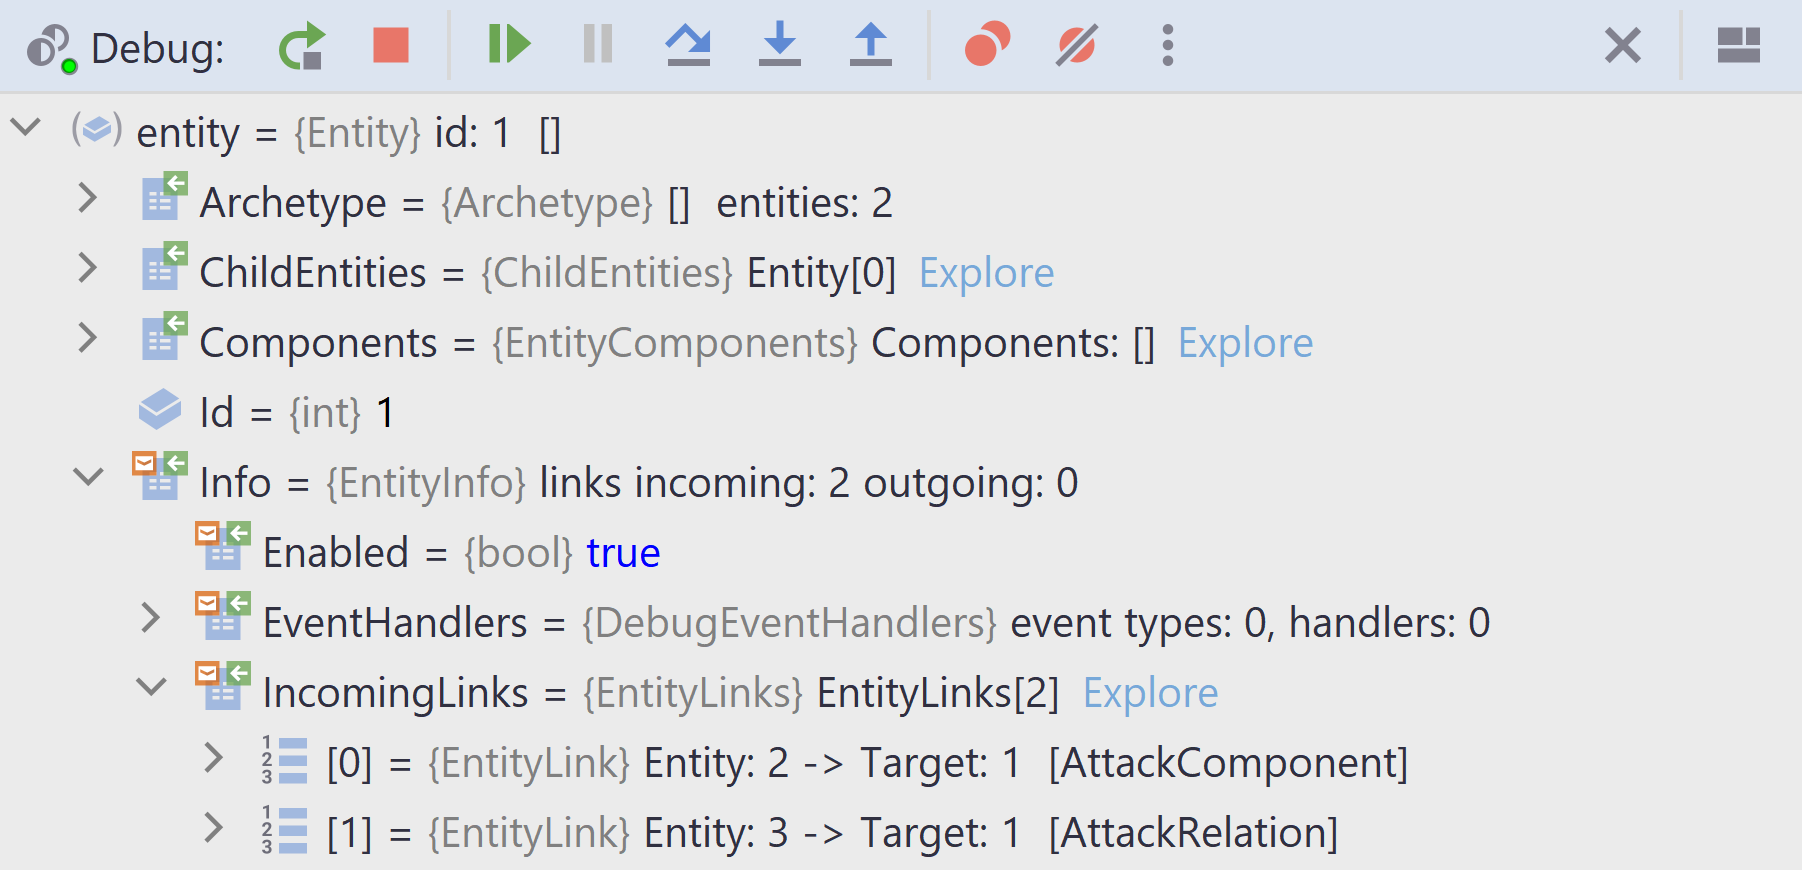 Debug:
entity = {Entity} id: 1 []
Archetype = {Archetype} [] entities: 2
ChildEntities = {ChildEntities} Entity[0] Explore
Components = {EntityComponents} Components: [] Explore
Id = {int} 1
Info = {EntityInfo} links incoming: 2 outgoing: 0
Enabled = {bool} true
EventHandlers = {DebugEventHandlers} event types: 0, handlers: 0
IncomingLinks = {EntityLinks} EntityLinks[2] Explore
[0] = {EntityLink} Entity: 2 -> Target: 1 [AttackComponent]
[1] = {EntityLink} Entity: 3 -> Target: 1 [AttackRelation]